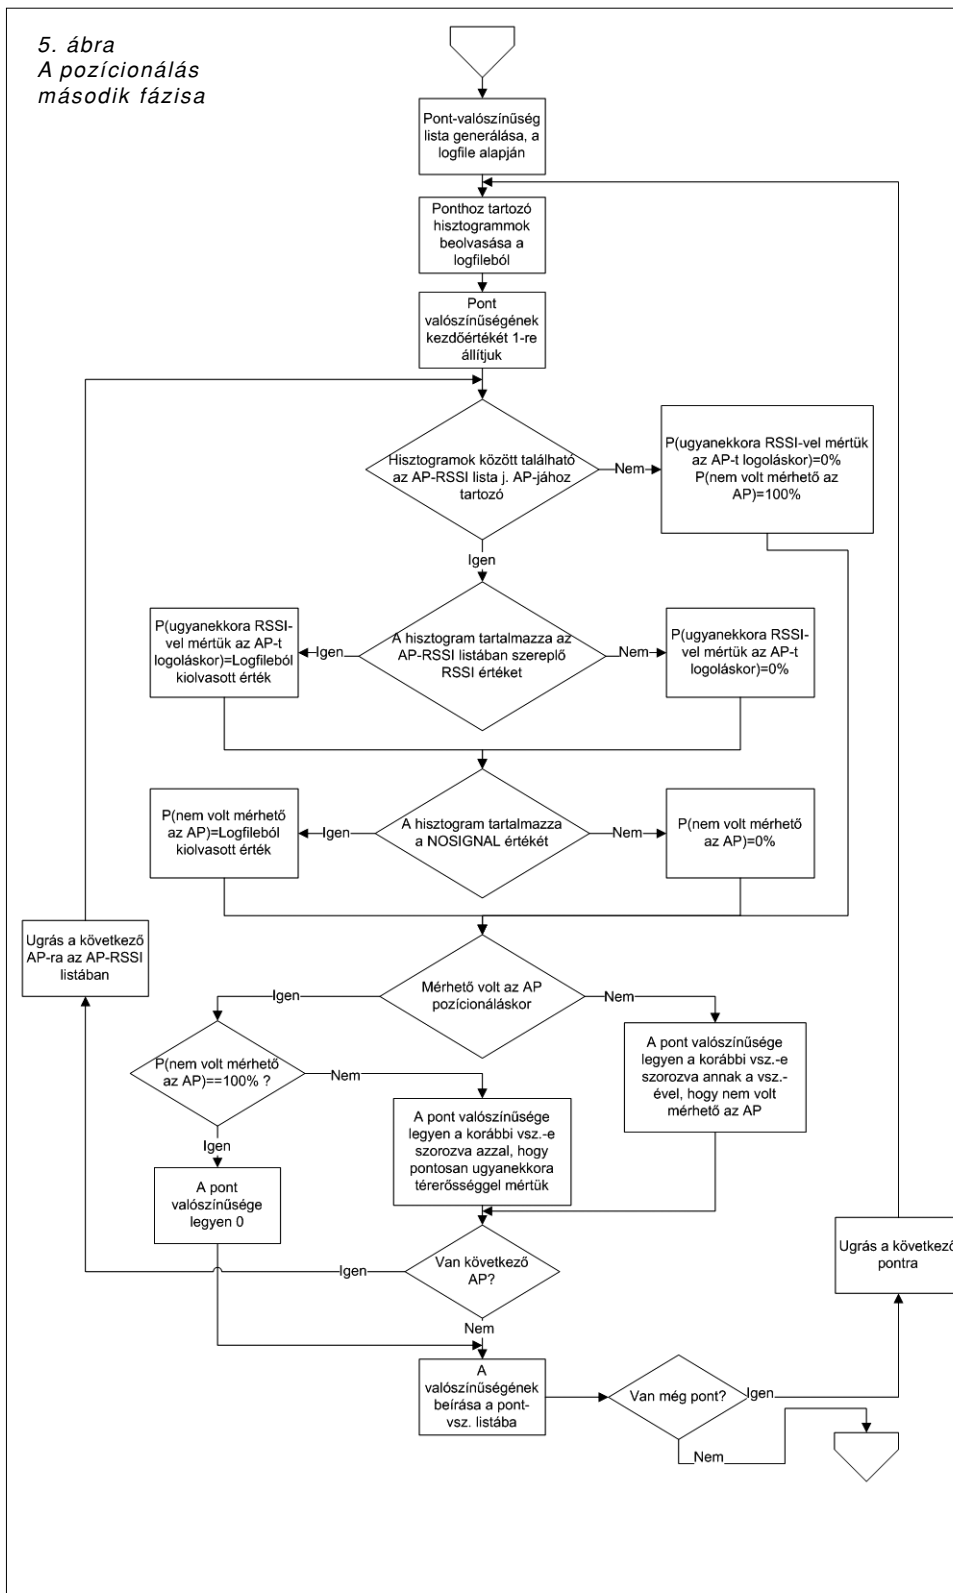 5. ábra
A pozícionálás
második fázisa
Pont-valószínűség
lista generálása, a
logfile alapján
Ponthoz tartozó
hisztogrammok
beolvasása a
logfileból
Pont
valószínűségének
kezdőértékét 1-re
állítjuk
Hisztogramok között található
az AP-RSSI lista j. AP-jához
tartozó
Nem
P(ugyanekkora RSSI-vel mértük
az AP-t logoláskor)=0%
P(nem volt mérhető az
AP)=100%
Igen
P(ugyanekkora RSSI-
vel mértük az AP-t
logoláskor)=Logfileból
kiolvasott érték
Igen
A hisztogram tartalmazza az
AP-RSSI listában szereplő
RSSI értéket
Nem
P(ugyanekkora RSSI-
vel mértük az AP-t
logoláskor)=0%
P(nem volt mérhető
az AP)=Logfileból
kiolvasott érték
Igen
A hisztogram tartalmazza
a NOSIGNAL értékét
Nem
P(nem volt mérhető
az AP)=0%
Ugrás a következő
AP-ra az AP-RSSI
listában
Igen
Mérhető volt az AP
pozícionáláskor
Nem
P(nem volt mérhető
az AP)==100% ?
Nem
A pont valószínűsége
legyen a korábbi vsz.-e
szorozva annak a vsz.-
ével, hogy nem volt
mérhető az AP
A pont valószínűsége
legyen a korábbi vsz.-e
szorozva azzal, hogy
pontosan ugyanekkora
térerősséggel mértük
Igen
A pont
valószínűsége
legyen 0
Ugrás a következő
pontra
Igen
Van következő
AP?
Nem
A
valószínűségének
beírása a pont-
vsz. listába
Van még pont?
Igen
Nem